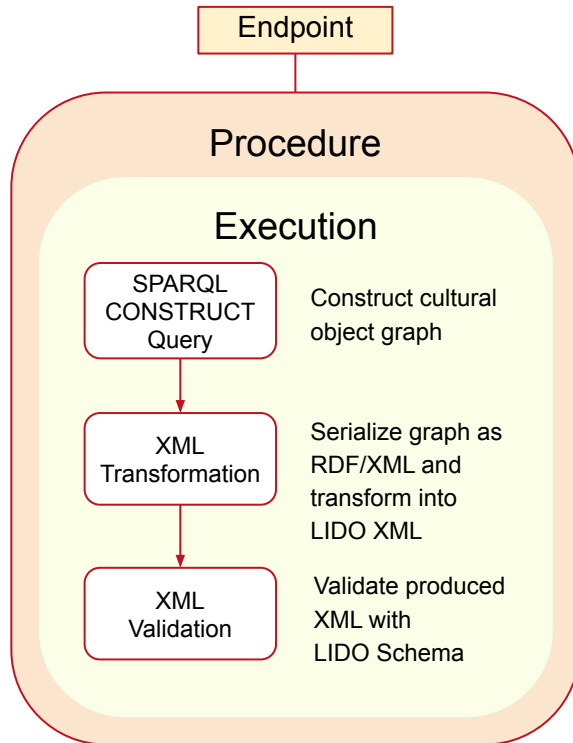 Endpoint
Procedure
Execution
SPARQL
CONSTRUCT
Query
Construct cultural
object graph
XML
Transformation
Serialize graph as
RDF/XML and
transform into
LIDO XML
XML
Validation
Validate produced
XML with
LIDO Schema